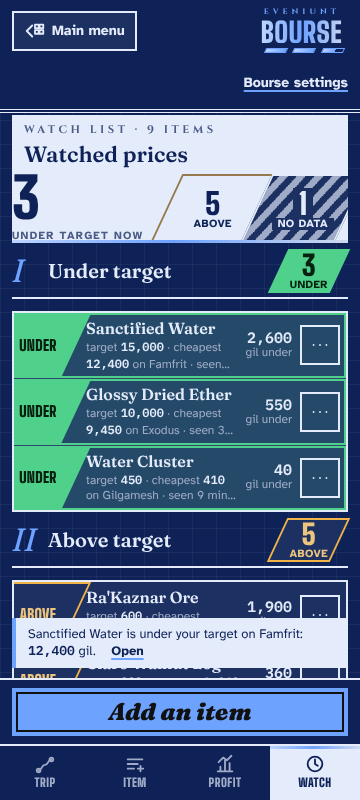 Main menu
EVENIUNT
BOURSE
Bourse settings
WATCH LIST · 9 ITEMS
Watched prices
3
UNDER TARGET NOW
5
ABOVE
1
NO DATA
I
Under target
3
UNDER
UNDER
Sanctified Water
target 15,000 · cheapest
12,400 on Famfrit · seen...
2,600
gil under
...
UNDER
Glossy Dried Ether
target 10,000 · cheapest
9,450 on Exodus · seen 3...
550
gil under
...
UNDER
Water Cluster
target 450 · cheapest 410
on Gilgamesh · seen 9 min...
40
gil under
...
II
Above target
5
ABOVE
ABOVE
Ra'Kaznar Ore
target 600 · cheapest
1,900
...
Sanctified Water is under your target on Famfrit:
12,400 gil.
Open
ABOVE
360
Add an item
TRIP
ITEM
PROFIT
WATCH